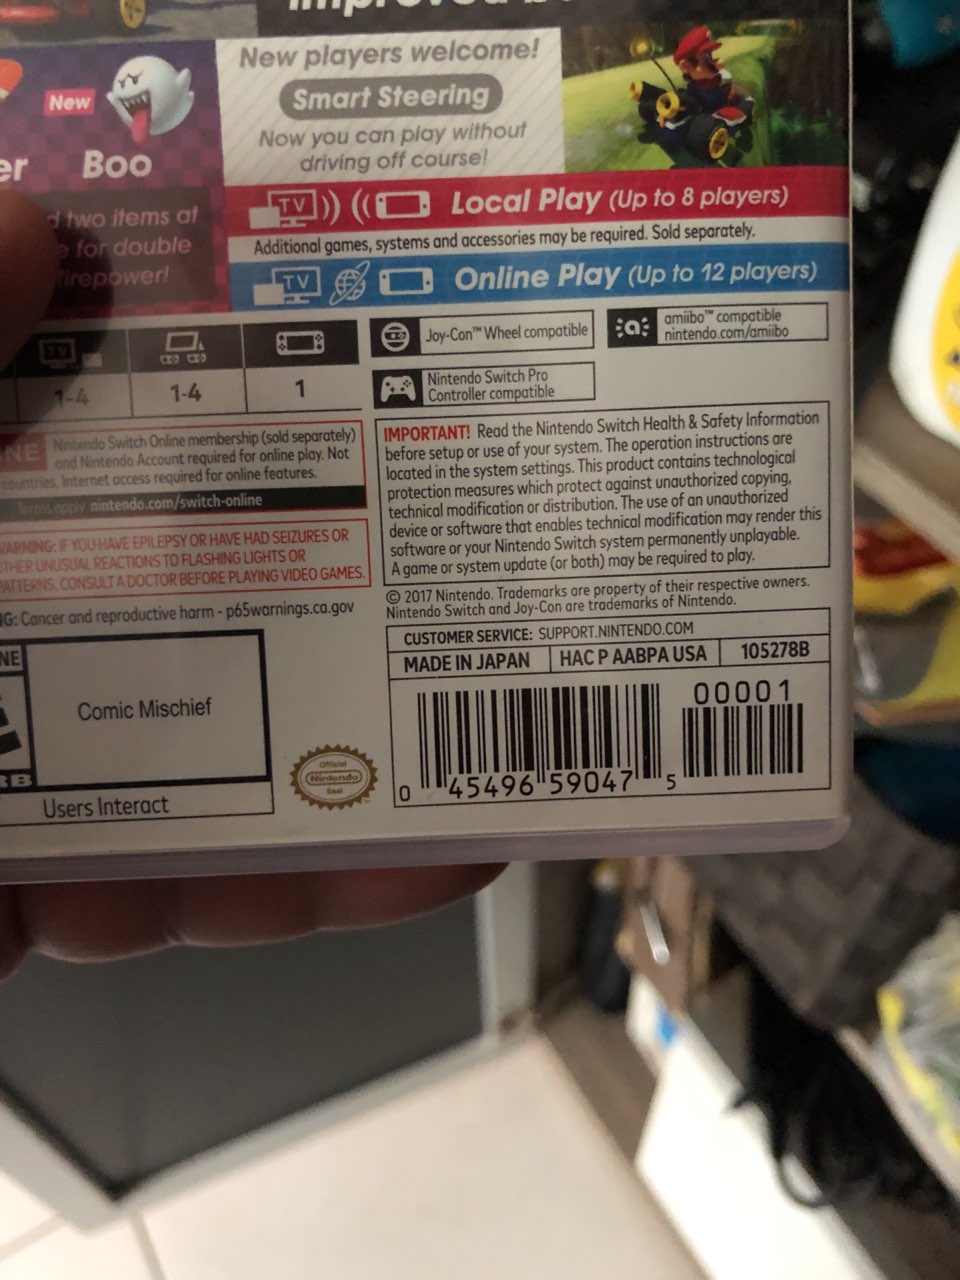 New players welcome!
Smart Steering
Now you can play without
driving off course!
New
Boo
two items at
for double
firepower!
TV
Local Play (Up to 8 players)
Additional games, systems and accessories may be required. Sold separately.
TV
Online Play (Up to 12 players)
TV
1-4
1-4
1
Joy-Con™ Wheel compatible
amiibo™ compatible
nintendo.com/amiibo
Nintendo Switch Pro
Controller compatible
Nintendo Switch Online membership (sold separately)
and Nintendo Account required for online play. Not
countries, Internet access required for online features.
Terms apply nintendo.com/switch-online
WARNING: IF YOU HAVE EPILEPSY OR HAVE HAD SEIZURES OR
OTHER UNUSUAL REACTIONS TO FLASHING LIGHTS OR
PATTERNS, CONSULT A DOCTOR BEFORE PLAYING VIDEO GAMES.
Cancer and reproductive harm - p65warnings.ca.gov
Comic Mischief
Users Interact
Official
Nintendo
Seal
IMPORTANT! Read the Nintendo Switch Health & Safety Information
before setup or use of your system. The operation instructions are
located in the system settings. This product contains technological
protection measures which protect against unauthorized copying,
technical modification or distribution. The use of an unauthorized
device or software that enables technical modification may render this
software or your Nintendo Switch system permanently unplayable.
A game or system update (or both) may be required to play.
© 2017 Nintendo. Trademarks are property of their respective owners.
Nintendo Switch and Joy-Con are trademarks of Nintendo.
CUSTOMER SERVICE: SUPPORT.NINTENDO.COM
MADE IN JAPAN
HAC P AABPA USA
105278B
00001
0 45496 59047 5